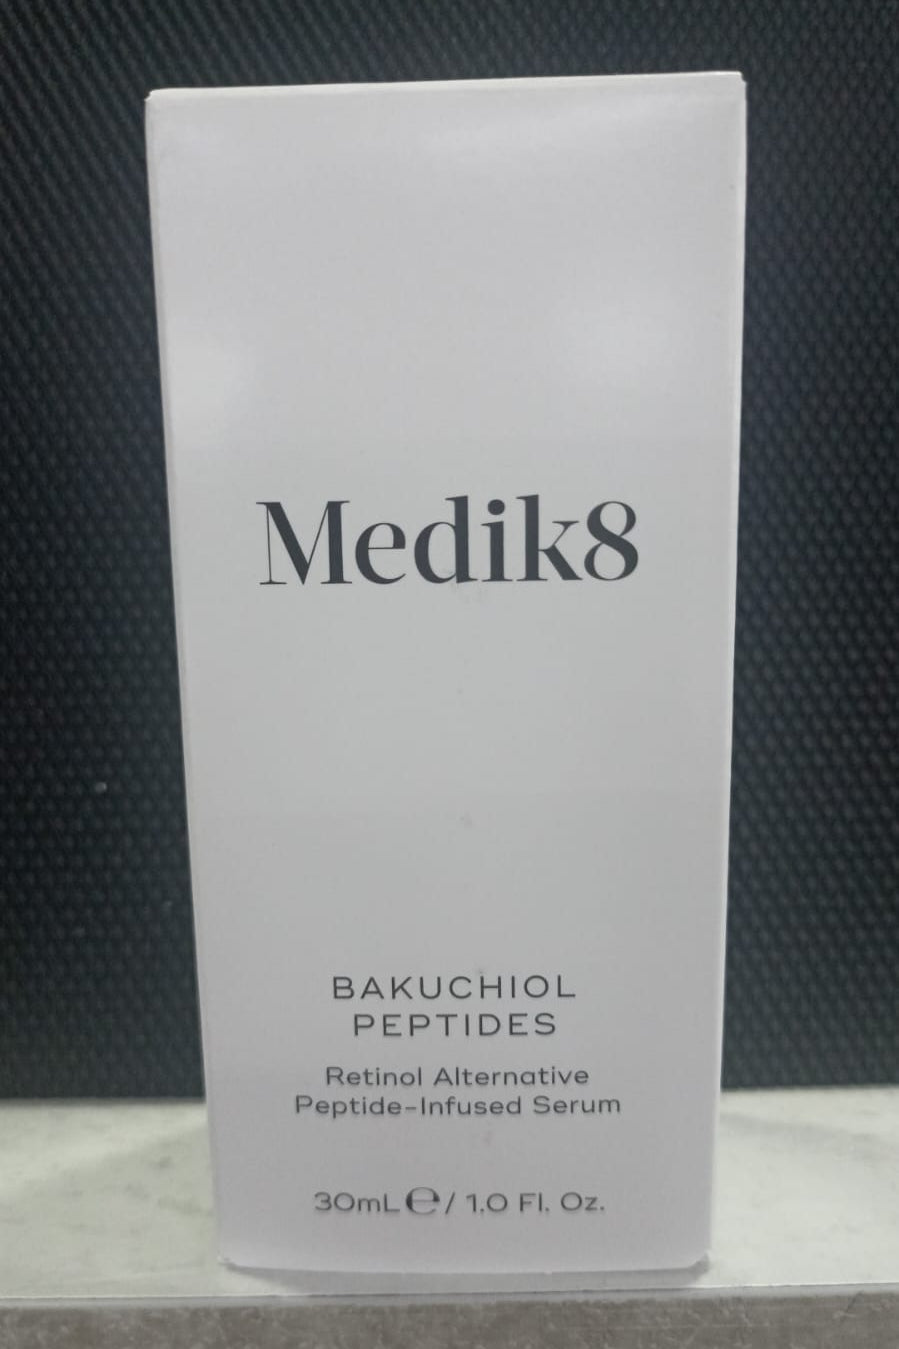 Medik8
BAKUCHIOL
PEPTIDES
Retinol Alternative
Peptide-Infused Serum
30mL ℮ / 1.0 Fl. Oz.